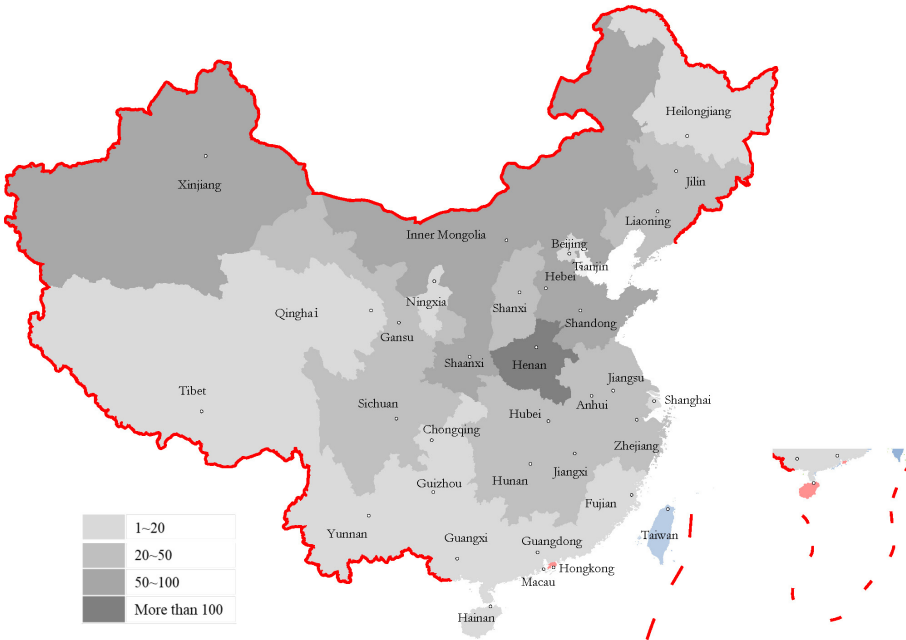 Heilongjiang
Jilin
Xinjiang
Liaoning
Inner Mongolia
Beijing
Tianjin
Hebei
Ningxia
Shanxi
Qinghai
Shandong
Gansu
Shaanxi
Henan
Jiangsu
Tibet
Shanghai
Sichuan
Anhui
Hubei
Chongqing
Zhejiang
Jiangxi
Hunan
Guizhou
Fujian
Yunnan
Guangxi
Guangdong
Taiwan
Hongkong
Macau
Hainan
1~20
20~50
50~100
More than 100